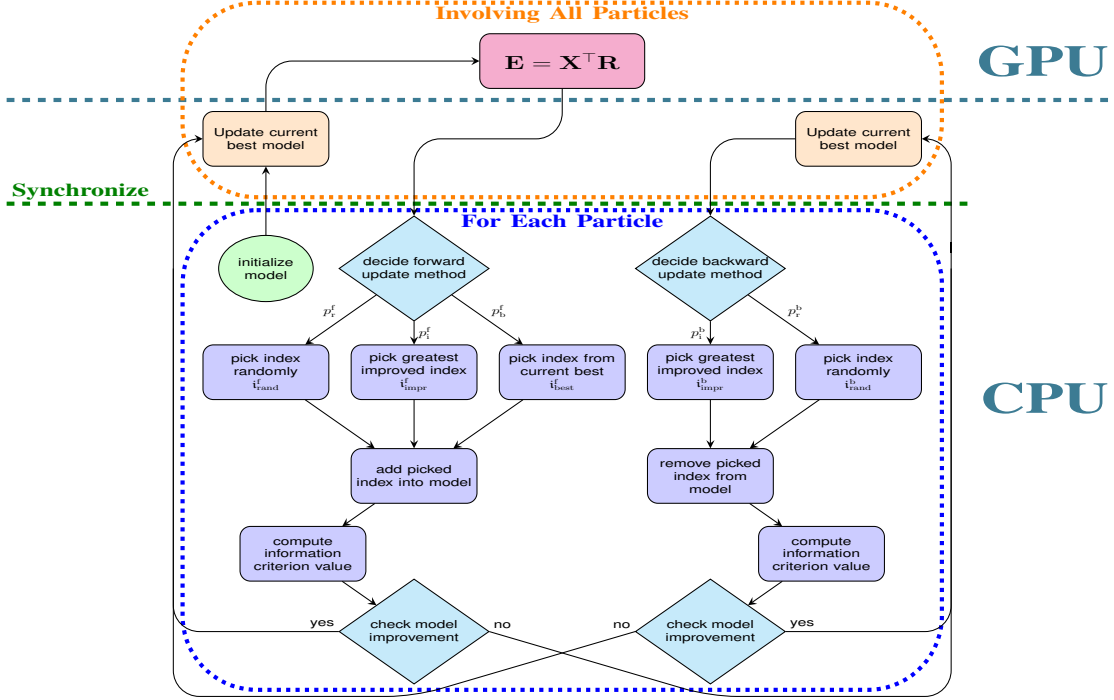 Involving All Particles
E = X⊤R
GPU
Update current
best model
Update current
best model
Synchronize
For Each Particle
initialize
model
decide forward
update method
decide backward
update method
p_r^f
p_i^f
p_b^f
p_i^b
p_r^b
pick index
randomly
i_rand^f
pick greatest
improved index
i_impr^f
pick index from
current best
i_best^f
pick greatest
improved index
i_impr^b
pick index
randomly
i_rand^b
CPU
add picked
index into model
remove picked
index from
model
compute
information
criterion value
compute
information
criterion value
yes
check model
improvement
no
no
check model
improvement
yes